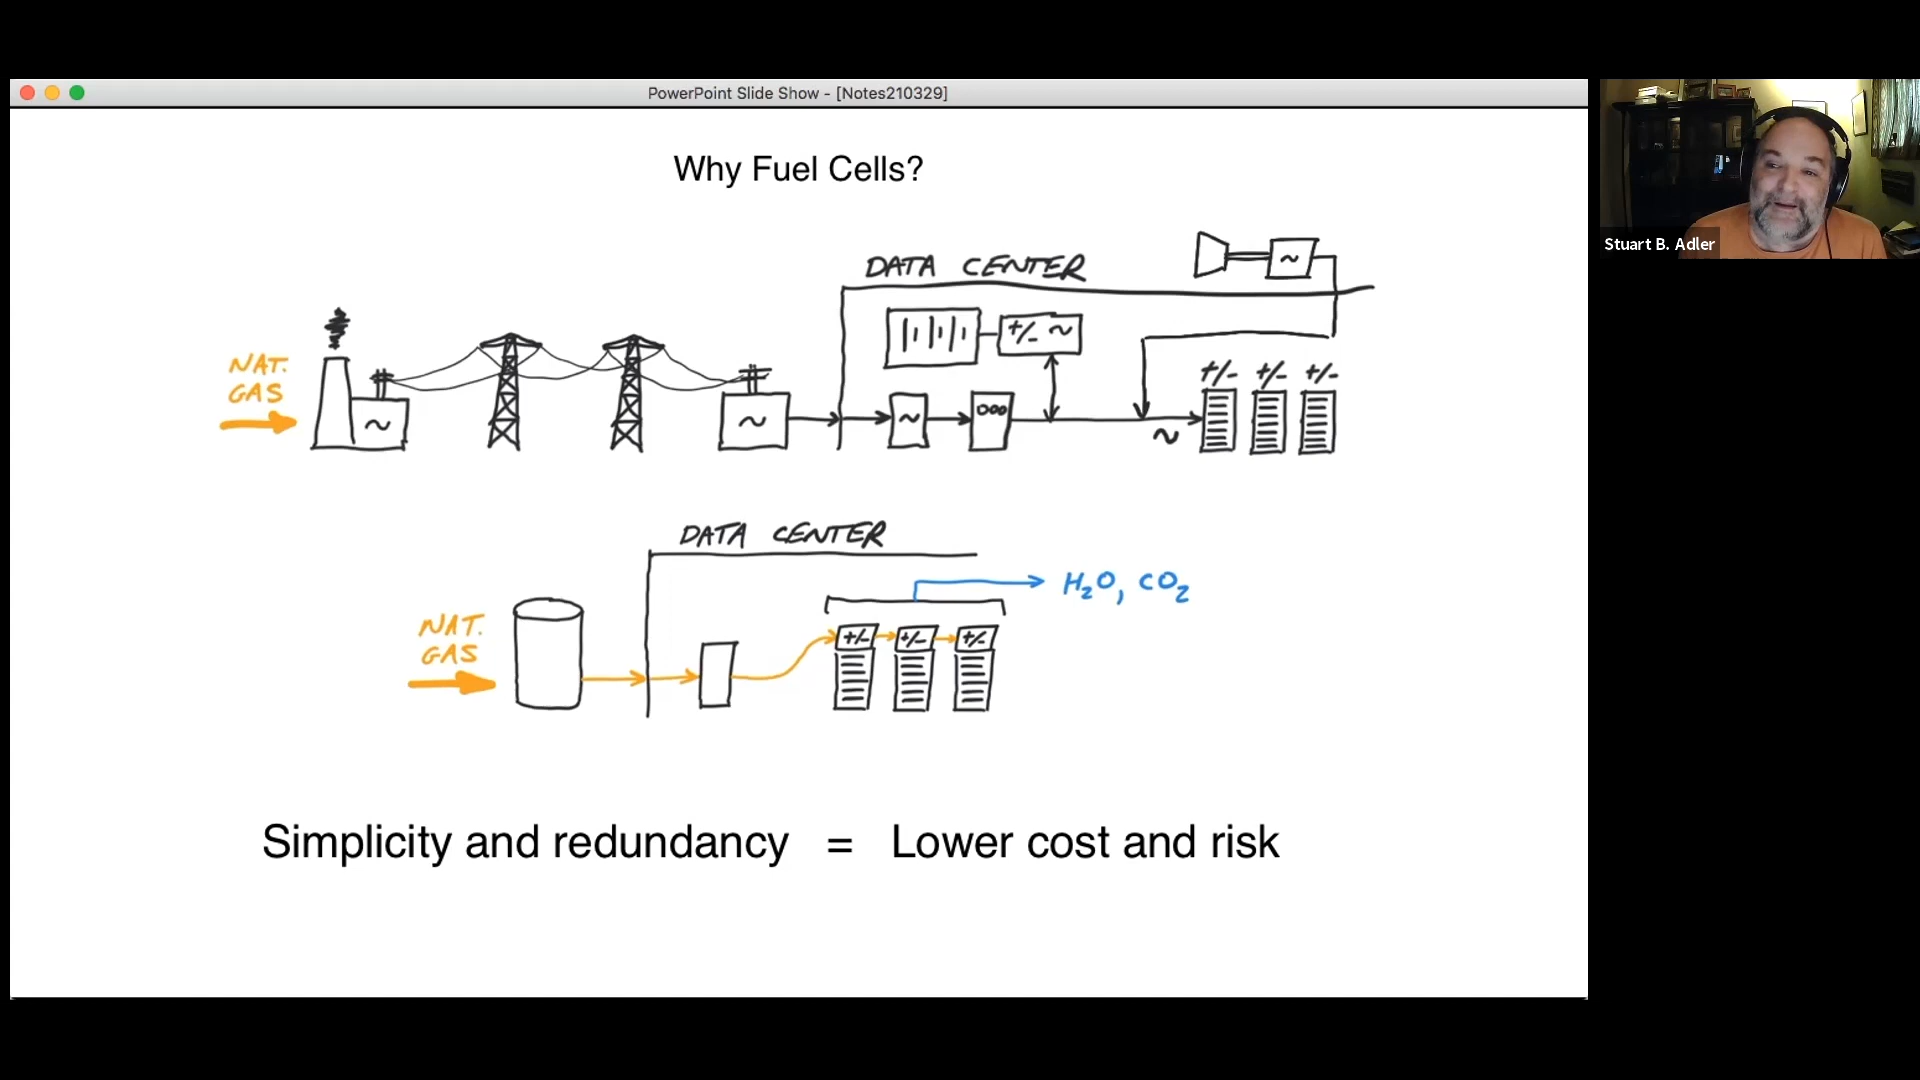 PowerPoint Slide Show - [Notes210329]
Stuart B. Adler
Why Fuel Cells?
DATA CENTER
~
+/- ~
NAT.
GAS
+/- +/- +/-
~ ~ ~ ooo ~
DATA CENTER
H₂O, CO₂
NAT.
GAS
+/- +/- +/-
Simplicity and redundancy = Lower cost and risk